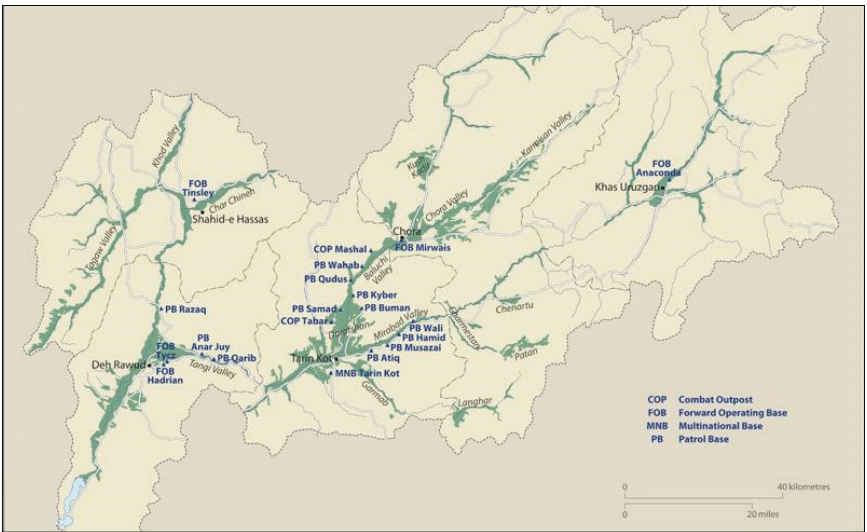 Khod Valley
FOB
Tinsley
Char Chineh
Shahid-e Hassas
Tagow Valley
Kush
Kariz
Kamisan Valley
FOB
Anaconda
Khas Uruzgan
Chora Valley
Chora
FOB Mirwais
COP Mashal
PB Wahab
Baluchi
Valley
PB Qudus
PB Kyber
PB Razaq
PB Samad
PB Buman
COP Tabar
Dorafshan
Mirabad Valley
Charmestan
Chenartu
PB Wali
PB Hamid
PB Musazai
PB Atiq
Patan
FOB
Tycz
PB
Anar Juy
PB Qarib
Deh Rawud
FOB
Hadrian
Tangi Valley
Tarin Kot
MNB Tarin Kot
Garmab
Langhar
COP Combat Outpost
FOB Forward Operating Base
MNB Multinational Base
PB Patrol Base
0 40 kilometres
0 20 miles